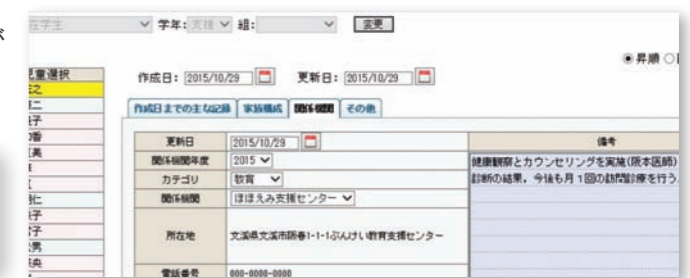 が
在学生 学年: 支援 組: 変更
昇順
児童選択
作成日: 2015/10/29 更新日: 2015/10/29
作成日までの主な記録 家族構成 関係機関 その他
更新日 2015/10/29 備考
関係機関年度 2015 健康観察とカウンセリングを実施(阪本医師)
カテゴリ 教育 診断の結果，今後も月1回の訪問診療を行う
関係機関 ほほえみ支援センター
所在地 文溪県文溪市阪春1-1-1ぶんけい教育支援センター
電話番号 000-0000-0000